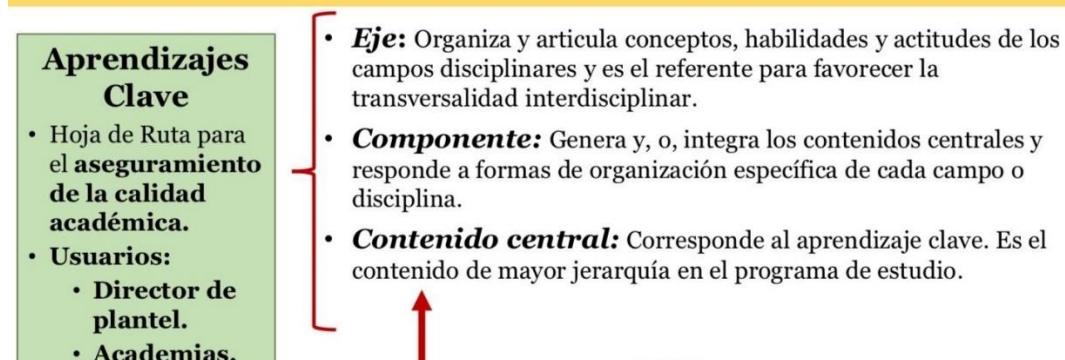 Aprendizajes
Clave
• Hoja de Ruta para
el aseguramiento
de la calidad
académica.
• Usuarios:
• Director de
plantel.
• Academias.
• Eje: Organiza y articula conceptos, habilidades y actitudes de los
campos disciplinares y es el referente para favorecer la
transversalidad interdisciplinar.
• Componente: Genera y, o, integra los contenidos centrales y
responde a formas de organización específica de cada campo o
disciplina.
• Contenido central: Corresponde al aprendizaje clave. Es el
contenido de mayor jerarquía en el programa de estudio.